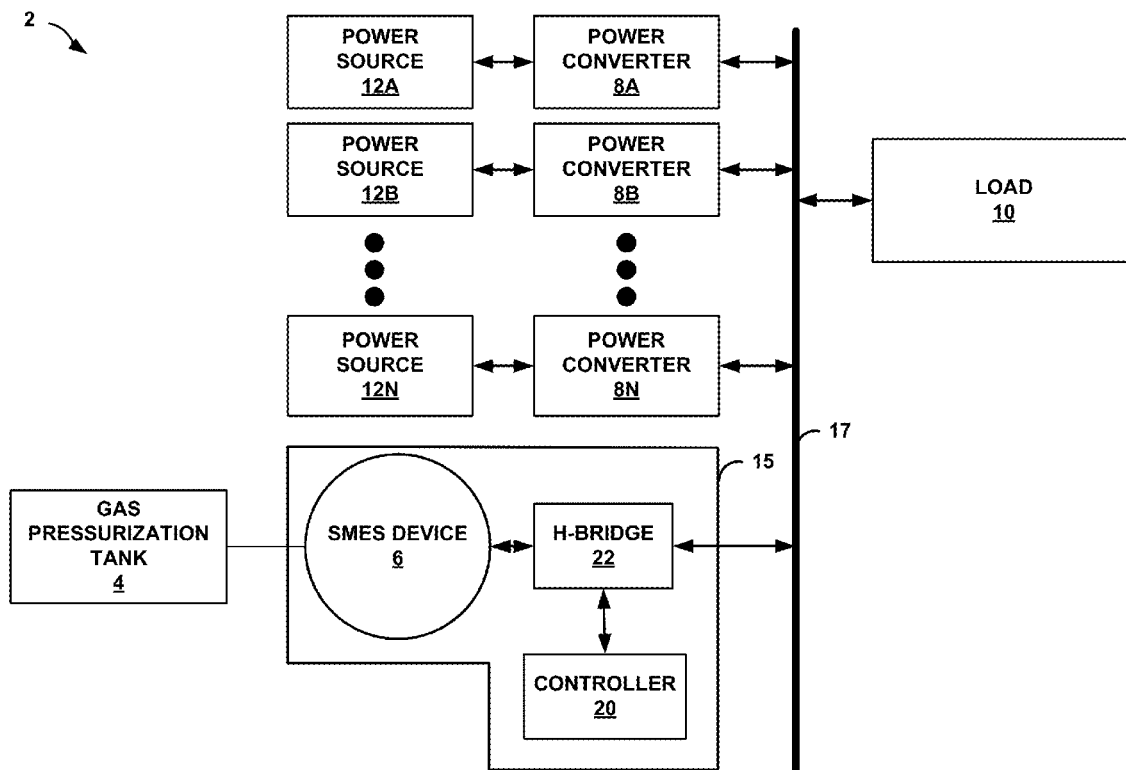 2
POWER
SOURCE
12A
POWER
CONVERTER
8A
POWER
SOURCE
12B
POWER
CONVERTER
8B
LOAD
10
POWER
SOURCE
12N
POWER
CONVERTER
8N
17
15
GAS
PRESSURIZATION
TANK
4
SMES DEVICE
6
H-BRIDGE
22
CONTROLLER
20